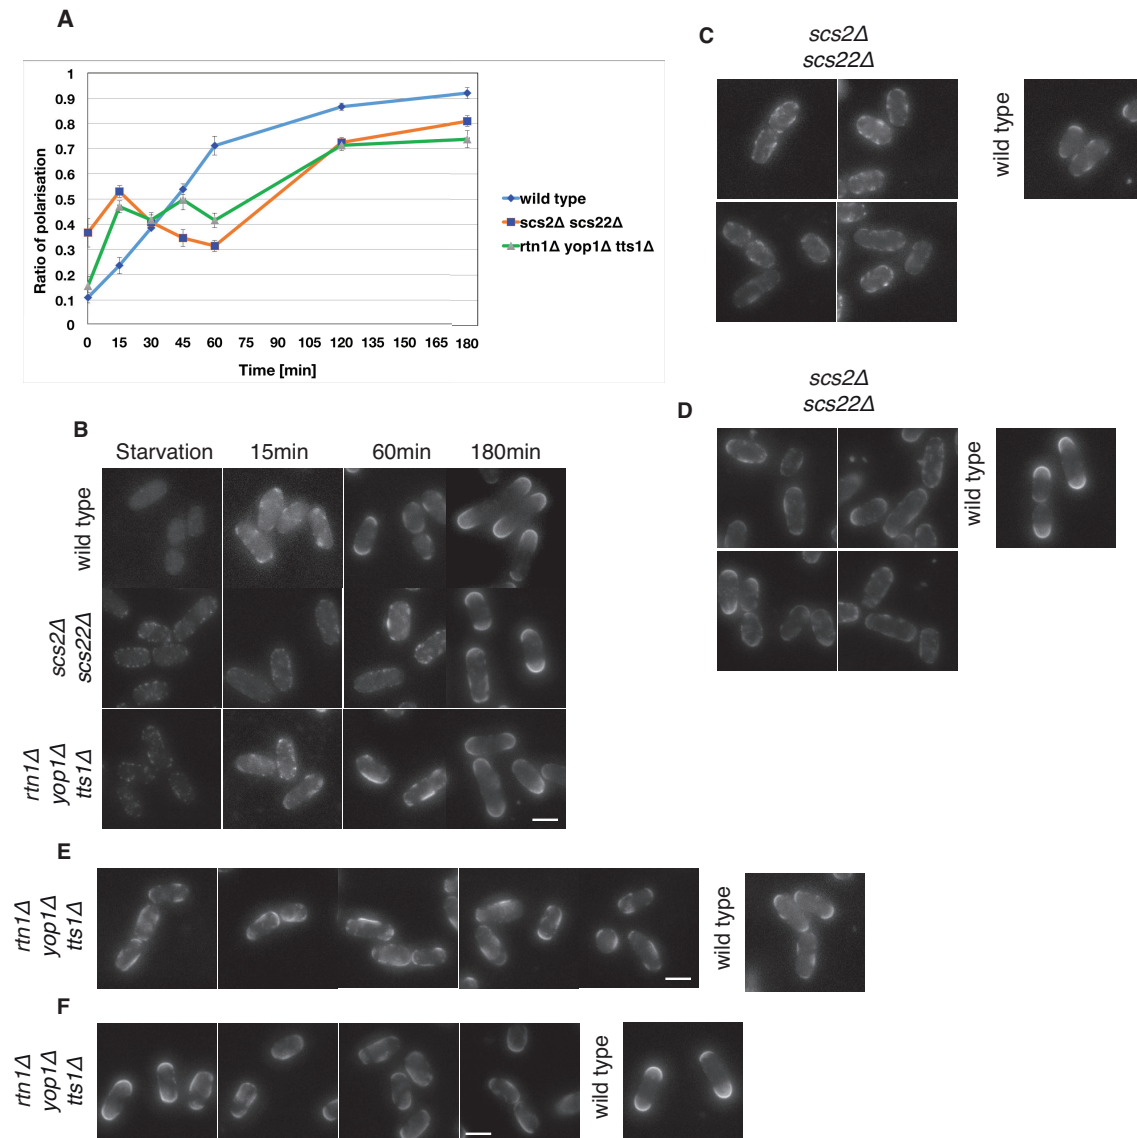 A
1
0.9
0.8
0.7
0.6
0.5
0.4
0.3
0.2
0.1
0
Ratio of polarisation
0 15 30 45 60 75 90 105 120 135 150 165 180
Time [min]
wild type
scs2Δ scs22Δ
rtn1Δ yop1Δ tts1Δ
B
Starvation 15min 60min 180min
wild type
scs2Δ
scs22Δ
rtn1Δ
yop1Δ
tts1Δ
C
scs2Δ
scs22Δ
wild type
D
scs2Δ
scs22Δ
wild type
E
rtn1Δ
yop1Δ
tts1Δ
wild type
F
rtn1Δ
yop1Δ
tts1Δ
wild type